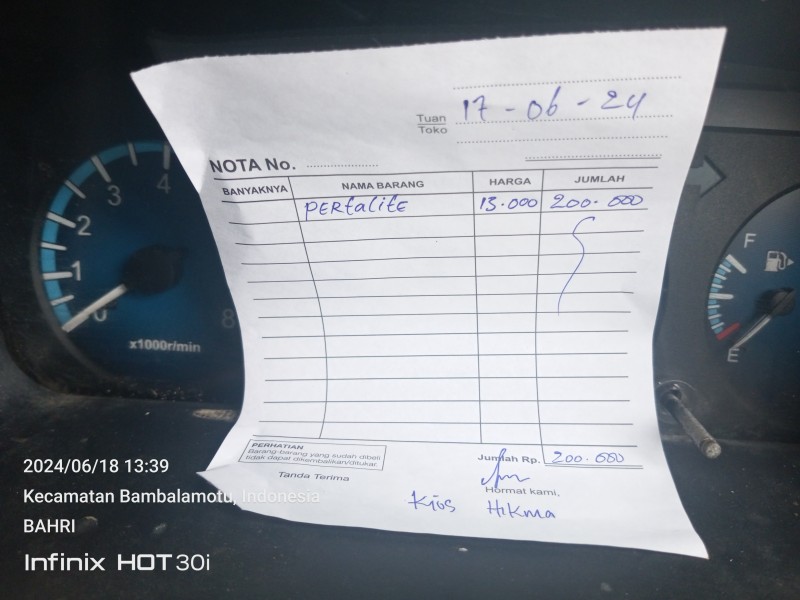 Tuan
Toko
17-06-24
NOTA No.
BANYAKNYA NAMA BARANG HARGA JUMLAH
PERtaLitE 13.000 200.000
4
3
2
1
0
8
x1000r/min
F
E
PERHATIAN
Barang-barang yang sudah dibeli
tidak dapat dikembalikan/ditukar.
Jumlah Rp. 200.000
Tanda Terima
Hormat kami,
Kios HIKma
2024/06/18 13:39
Kecamatan Bambalamotu, Indonesia
BAHRI
Infinix HOT 30i